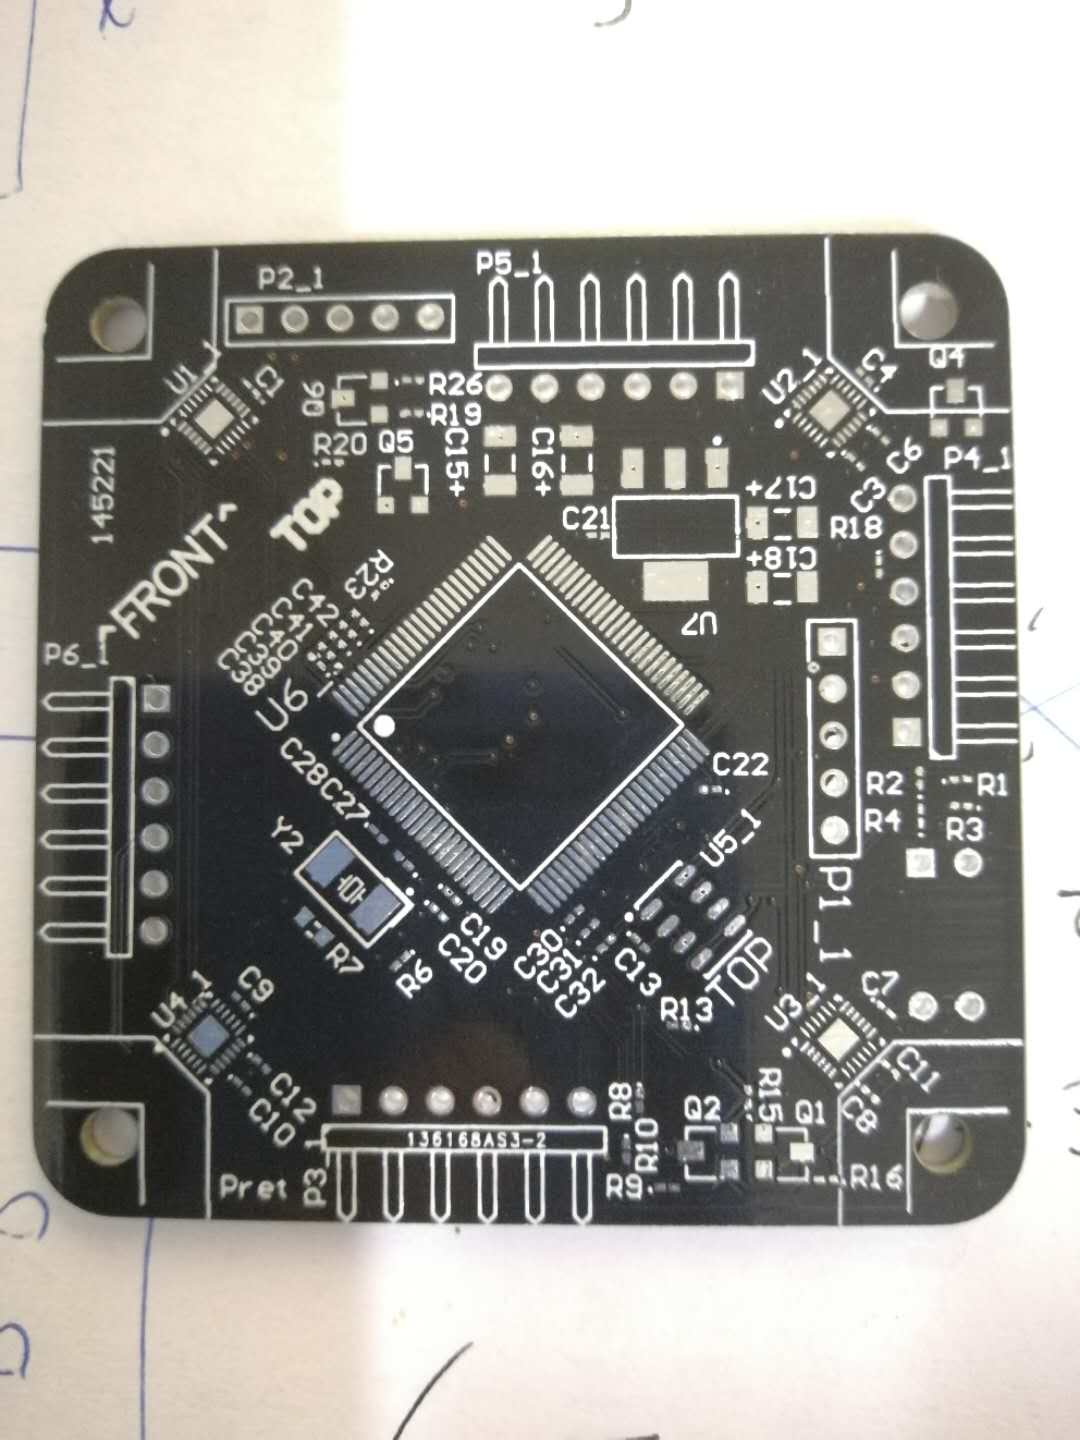 P2_1
P5_1
U1_1
C1
Q6
R26
R19
R20
Q5
C15+
C16+
U2_1
C4
Q4
C6
C3
P4_1
145221
^FRONT^
TOP
C21
C17+
C18+
R18
U7
R23
C42
C41
C40
C39
C38
U6
P6_1
C28
C27
C22
Y2
R7
R6
C19
C20
C30
C31
C32
C13
U5_1
TOP
R13
R2
R1
R4
R3
P1_1
U4_1
C9
C12
C10
U3_1
C7
C11
C8
136168AS3-2
P3_1
Pret
R8
R10
R9
Q2
R15
Q1
R16